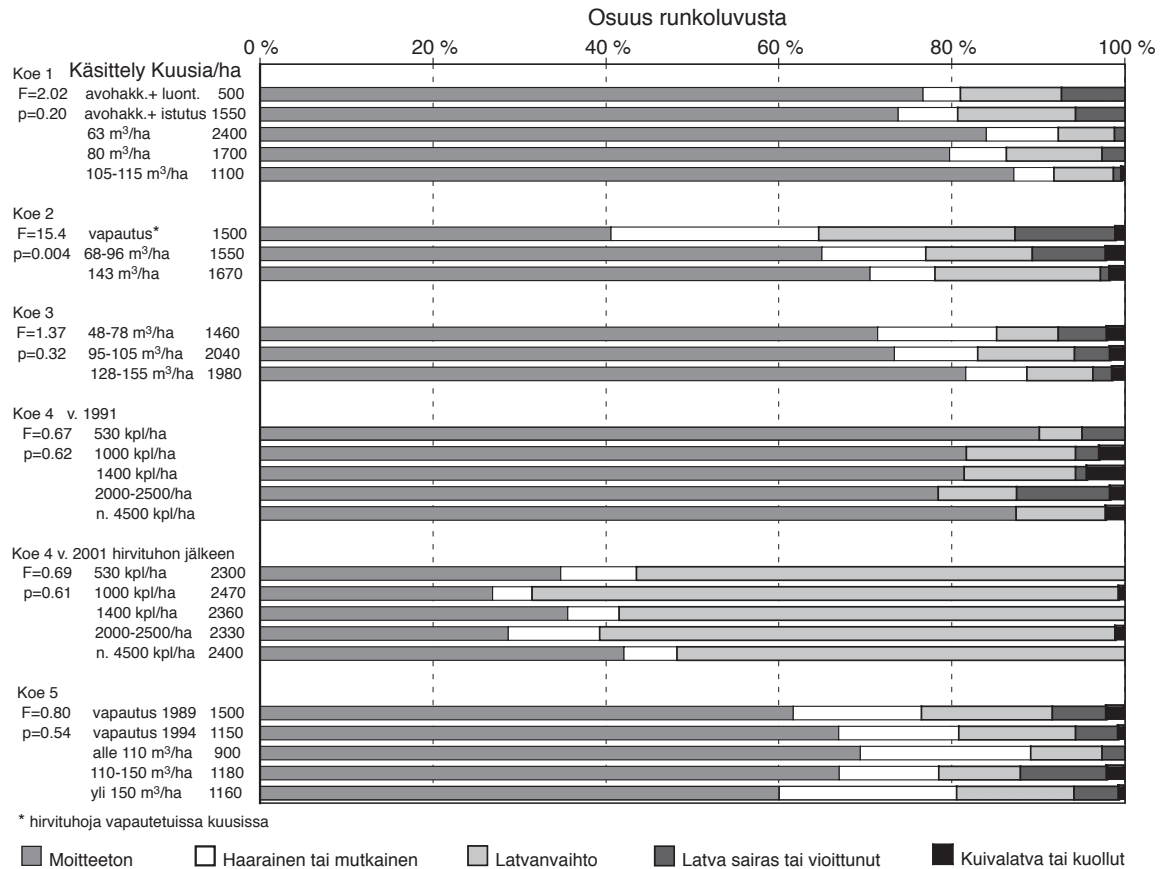 Osuus runkoluvusta
0 % 20 % 40 % 60 % 80 % 100 %
Koe 1 Käsittely Kuusia/ha
F=2.02 avohakk.+ luont. 500
p=0.20 avohakk.+ istutus 1550
63 m³/ha 2400
80 m³/ha 1700
105-115 m³/ha 1100
Koe 2
F=15.4 vapautus* 1500
p=0.004 68-96 m³/ha 1550
143 m³/ha 1670
Koe 3
F=1.37 48-78 m³/ha 1460
p=0.32 95-105 m³/ha 2040
128-155 m³/ha 1980
Koe 4 v. 1991
F=0.67 530 kpl/ha
p=0.62 1000 kpl/ha
1400 kpl/ha
2000-2500/ha
n. 4500 kpl/ha
Koe 4 v. 2001 hirvituhon jälkeen
F=0.69 530 kpl/ha 2300
p=0.61 1000 kpl/ha 2470
1400 kpl/ha 2360
2000-2500/ha 2330
n. 4500 kpl/ha 2400
Koe 5
F=0.80 vapautus 1989 1500
p=0.54 vapautus 1994 1150
alle 110 m³/ha 900
110-150 m³/ha 1180
yli 150 m³/ha 1160
* hirvituhoja vapautetuissa kuusissa
Moitteeton Haarainen tai mutkainen Latvanvaihto Latva sairas tai vioittunut Kuivalatva tai kuollut